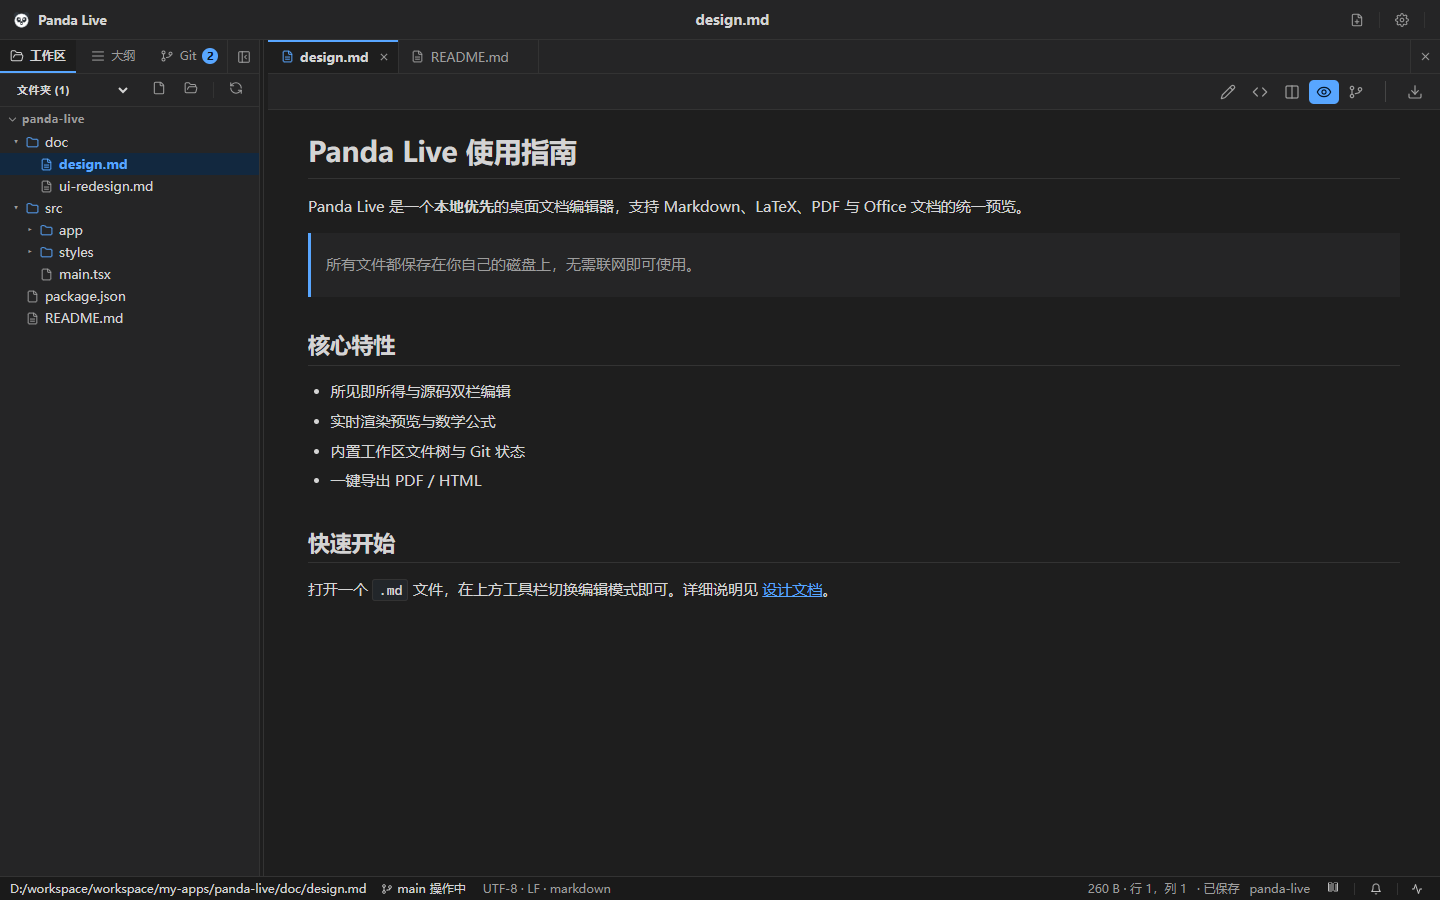 Panda Live
design.md
工作区
大纲
Git 2
design.md
README.md
文件夹 (1)
panda-live
doc
design.md
ui-redesign.md
src
app
styles
main.tsx
package.json
README.md
Panda Live 使用指南
Panda Live 是一个本地优先的桌面文档编辑器，支持 Markdown、LaTeX、PDF 与 Office 文档的统一预览。
所有文件都保存在你自己的磁盘上，无需联网即可使用。
核心特性
• 所见即所得与源码双栏编辑
• 实时渲染预览与数学公式
• 内置工作区文件树与 Git 状态
• 一键导出 PDF / HTML
快速开始
打开一个 .md 文件，在上方工具栏切换编辑模式即可。详细说明见 设计文档。
D:/workspace/workspace/my-apps/panda-live/doc/design.md
main 操作中
UTF-8 · LF · markdown
260 B · 行 1，列 1 · 已保存
panda-live